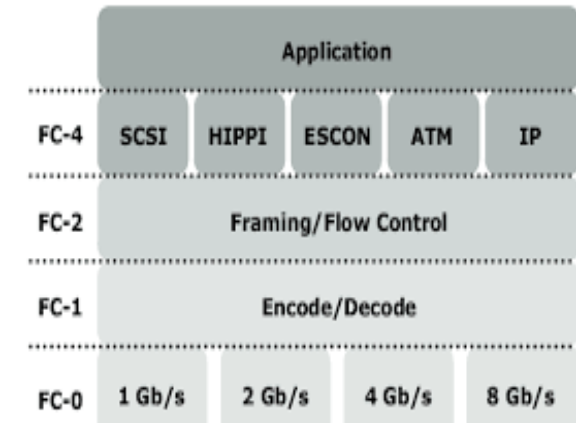 Application
FC-4 SCSI HIPPI ESCON ATM IP
FC-2 Framing/Flow Control
FC-1 Encode/Decode
FC-0 1 Gb/s 2 Gb/s 4 Gb/s 8 Gb/s